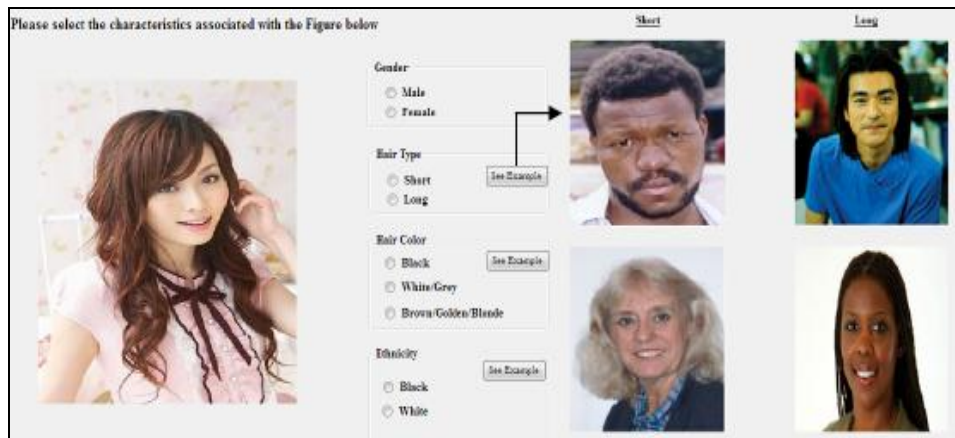 Please select the characteristics associated with the Figure below
Short
Long
Gender
Male
Female
Hair Type
See Example
Short
Long
Hair Color
Black
See Example
White/Grey
Brown/Golden/Blonde
Ethnicity
See Example
Black
White